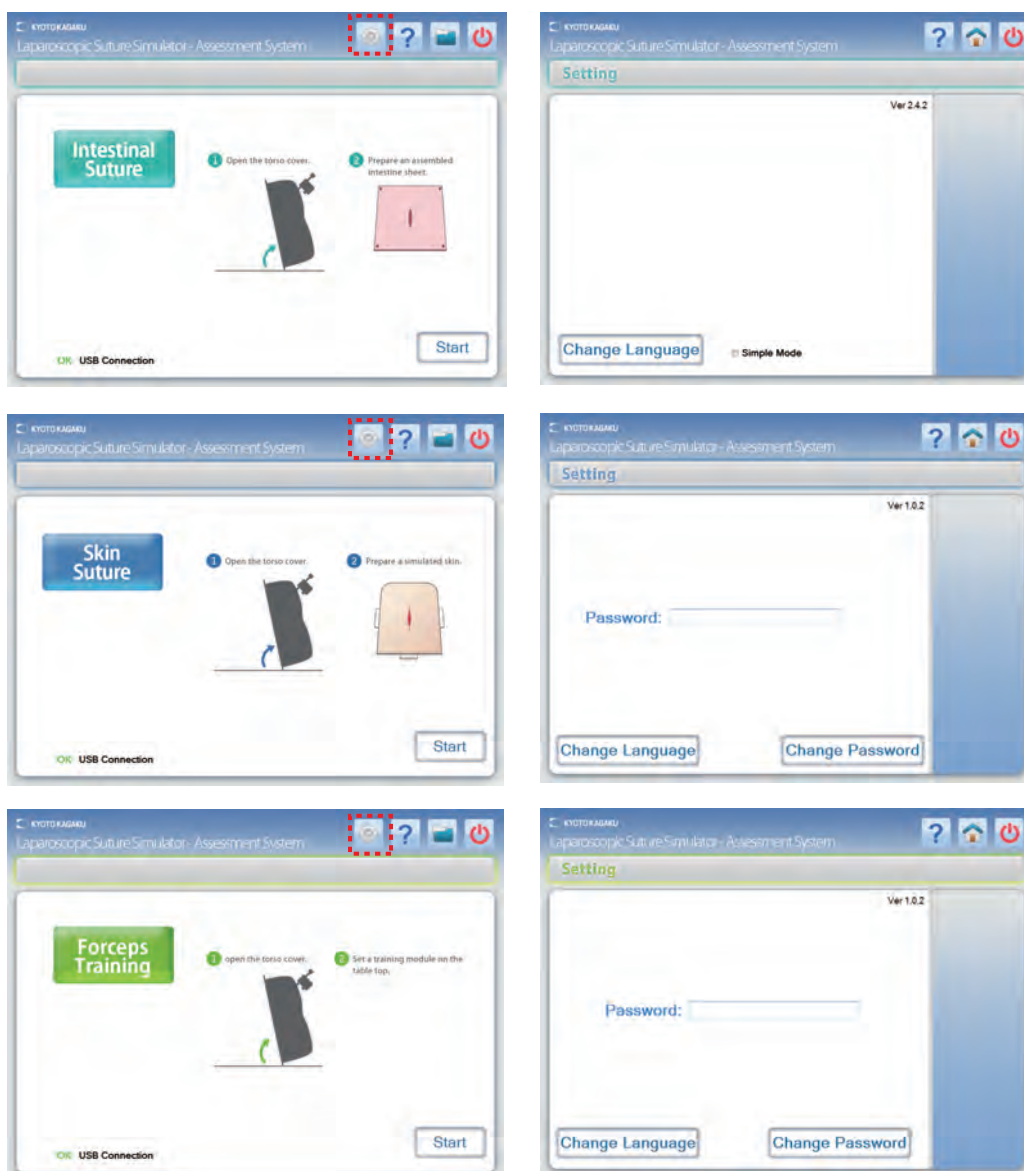 KYOTO KAGAKU
Laparoscopic Suture Simulator - Assessment System
?
Intestinal
Suture
1 Open the torso cover.
2 Prepare an assembled
intestine sheet.
OK USB Connection
Start
KYOTO KAGAKU
Laparoscopic Suture Simulator - Assessment System
?
Setting
Ver 2.4.2
Change Language
Simple Mode
KYOTO KAGAKU
Laparoscopic Suture Simulator - Assessment System
?
Skin
Suture
1 Open the torso cover.
2 Prepare a simulated skin.
OK USB Connection
Start
KYOTO KAGAKU
Laparoscopic Suture Simulator - Assessment System
?
Setting
Ver 1.0.2
Password:
Change Language
Change Password
KYOTO KAGAKU
Laparoscopic Suture Simulator - Assessment System
?
Forceps
Training
1 open the torso cover.
2 Set a training module on the
table top.
OK USB Connection
Start
KYOTO KAGAKU
Laparoscopic Suture Simulator - Assessment System
?
Setting
Ver 1.0.2
Password:
Change Language
Change Password